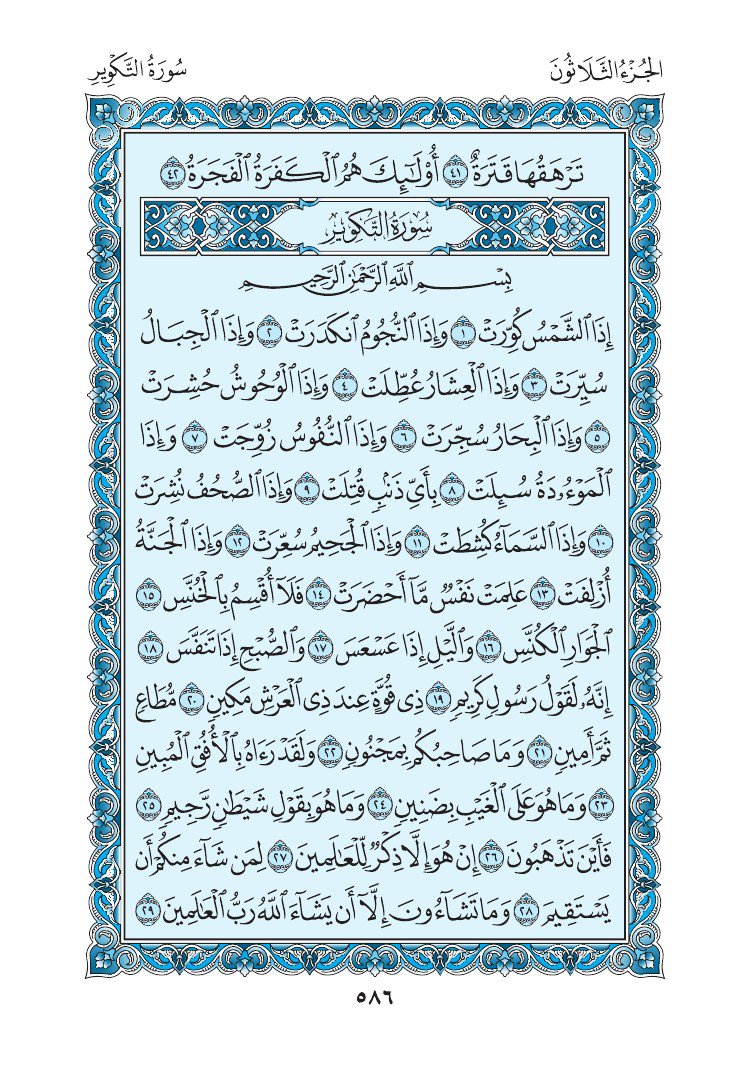 الجُزْءُ الثَّلَاثُونَ سُورَةُ التَّكْوِيرِ
تَرْهَقُهَا قَتَرَةٌ ٤١ أُوْلَٰٓئِكَ هُمُ ٱلْكَفَرَةُ ٱلْفَجَرَةُ ٤٢
سُورَةُ التَّكْوِيرِ
بِسْمِ ٱللَّهِ ٱلرَّحْمَٰنِ ٱلرَّحِيمِ
إِذَا ٱلشَّمْسُ كُوِّرَتْ ١ وَإِذَا ٱلنُّجُومُ ٱنكَدَرَتْ ٢ وَإِذَا ٱلْجِبَالُ
سُيِّرَتْ ٣ وَإِذَا ٱلْعِشَارُ عُطِّلَتْ ٤ وَإِذَا ٱلْوُحُوشُ حُشِرَتْ
٥ وَإِذَا ٱلْبِحَارُ سُجِّرَتْ ٦ وَإِذَا ٱلنُّفُوسُ زُوِّجَتْ ٧ وَإِذَا
ٱلْمَوْءُۥدَةُ سُئِلَتْ ٨ بِأَىِّ ذَنۢبٍ قُتِلَتْ ٩ وَإِذَا ٱلصُّحُفُ نُشِرَتْ
١٠ وَإِذَا ٱلسَّمَآءُ كُشِطَتْ ١١ وَإِذَا ٱلْجَحِيمُ سُعِّرَتْ ١٢ وَإِذَا ٱلْجَنَّةُ
أُزْلِفَتْ ١٣ عَلِمَتْ نَفْسٌ مَّآ أَحْضَرَتْ ١٤ فَلَآ أُقْسِمُ بِٱلْخُنَّسِ ١٥
ٱلْجَوَارِ ٱلْكُنَّسِ ١٦ وَٱلَّيْلِ إِذَا عَسْعَسَ ١٧ وَٱلصُّبْحِ إِذَا تَنَفَّسَ ١٨
إِنَّهُۥ لَقَوْلُ رَسُولٍ كَرِيمٍ ١٩ ذِى قُوَّةٍ عِندَ ذِى ٱلْعَرْشِ مَكِينٍ ٢٠ مُّطَاعٍ
ثَمَّ أَمِينٍ ٢١ وَمَا صَاحِبُكُم بِمَجْنُونٍ ٢٢ وَلَقَدْ رَءَاهُ بِٱلْأُفُقِ ٱلْمُبِينِ
٢٣ وَمَا هُوَ عَلَى ٱلْغَيْبِ بِضَنِينٍ ٢٤ وَمَا هُوَ بِقَوْلِ شَيْطَٰنٍ رَّجِيمٍ ٢٥
فَأَيْنَ تَذْهَبُونَ ٢٦ إِنْ هُوَ إِلَّا ذِكْرٌ لِّلْعَٰلَمِينَ ٢٧ لِمَن شَآءَ مِنكُمْ أَن
يَسْتَقِيمَ ٢٨ وَمَا تَشَآءُونَ إِلَّآ أَن يَشَآءَ ٱللَّهُ رَبُّ ٱلْعَٰلَمِينَ ٢٩
٥٨٦